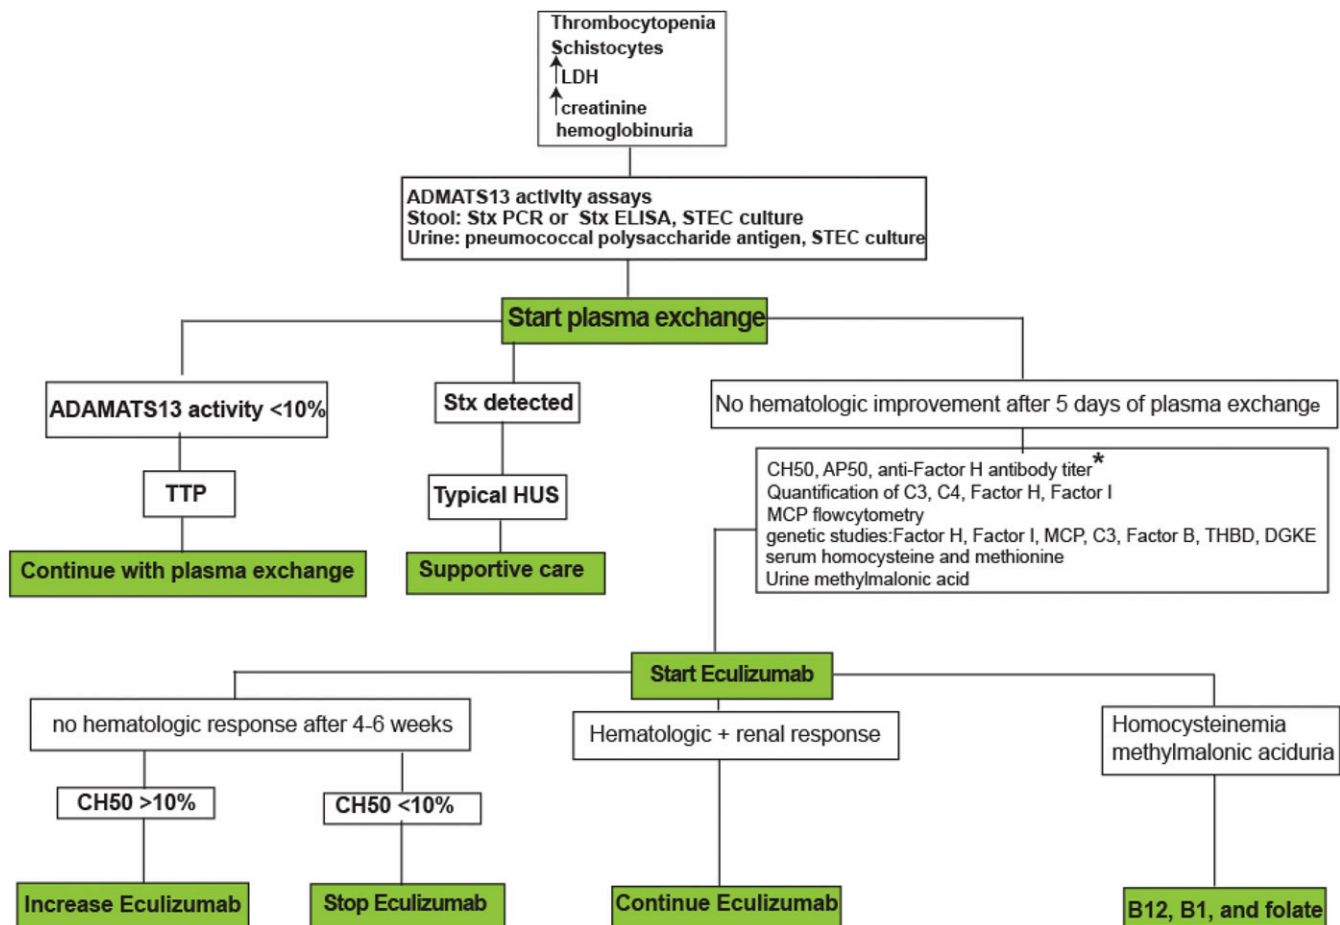 Thrombocytopenia
Schistocytes
↑LDH
↑creatinine
hemoglobinuria
ADMATS13 activity assays
Stool: Stx PCR or Stx ELISA, STEC culture
Urine: pneumococcal polysaccharide antigen, STEC culture
Start plasma exchange
ADAMATS13 activity <10%
Stx detected
No hematologic improvement after 5 days of plasma exchange
TTP
Typical HUS
CH50, AP50, anti-Factor H antibody titer*
Quantification of C3, C4, Factor H, Factor I
MCP flowcytometry
genetic studies:Factor H, Factor I, MCP, C3, Factor B, THBD, DGKE
serum homocysteine and methionine
Urine methylmalonic acid
Continue with plasma exchange
Supportive care
Start Eculizumab
no hematologic response after 4-6 weeks
Hematologic + renal response
Homocysteinemia
methylmalonic aciduria
CH50 >10%
CH50 <10%
Increase Eculizumab
Stop Eculizumab
Continue Eculizumab
B12, B1, and folate